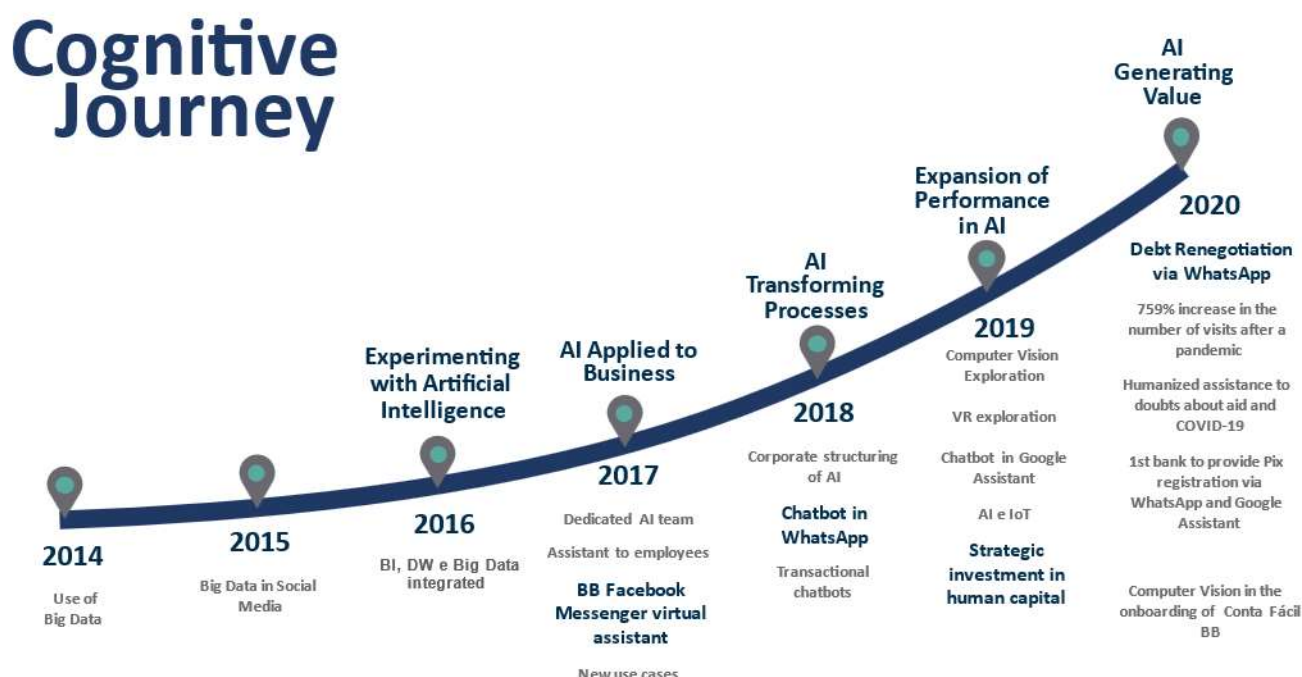 Cognitive
Journey
2014
Use of
Big Data
2015
Big Data in Social
Media
Experimenting
with Artificial
Intelligence
2016
BI, DW e Big Data
integrated
AI Applied to
Business
2017
Dedicated AI team
Assistant to employees
BB Facebook
Messenger virtual
assistant
New use cases
AI
Transforming
Processes
2018
Corporate structuring
of AI
Chatbot in
WhatsApp
Transactional
chatbots
Expansion of
Performance
in AI
2019
Computer Vision
Exploration
VR exploration
Chatbot in Google
Assistant
AI e IoT
Strategic
investment in
human capital
AI
Generating
Value
2020
Debt Renegotiation
via WhatsApp
759% increase in the
number of visits after a
pandemic
Humanized assistance to
doubts about aid and
COVID-19
1st bank to provide Pix
registration via
WhatsApp and Google
Assistant
Computer Vision in the
onboarding of Conta Fácil
BB